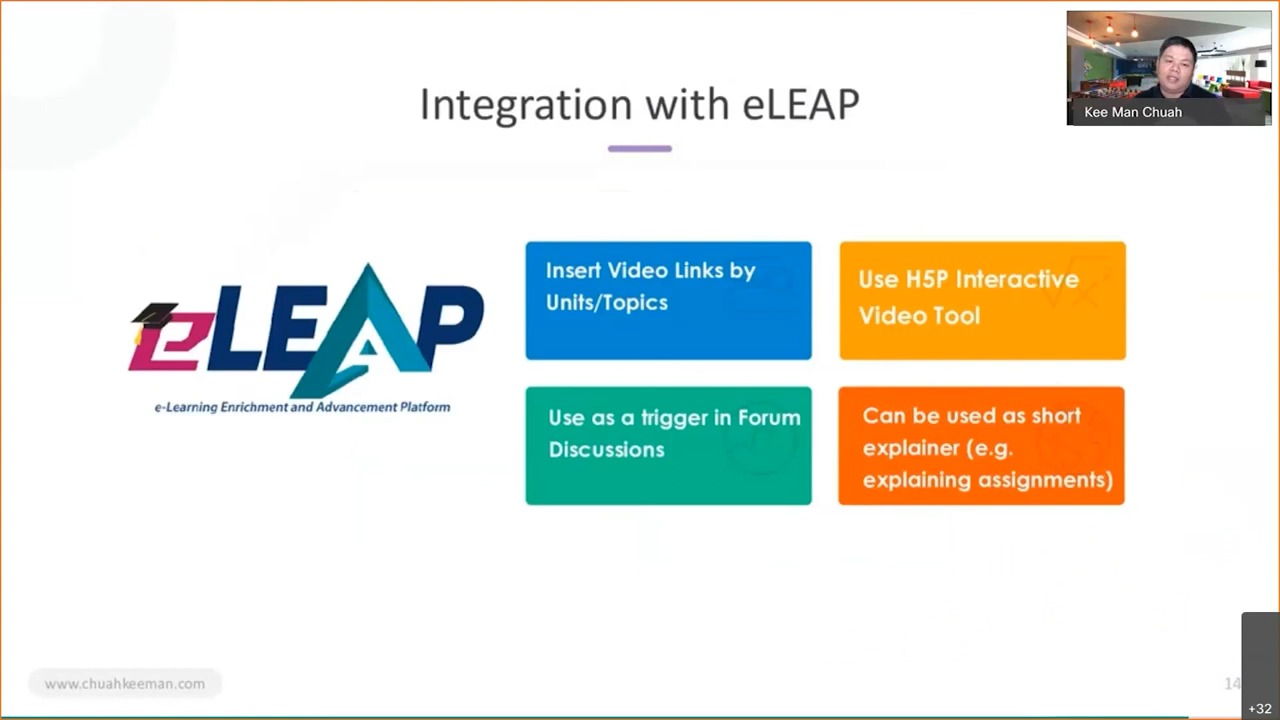 Integration with eLEAP
Kee Man Chuah
eLEAP
e-Learning Enrichment and Advancement Platform
Insert Video Links by
Units/Topics
Use H5P Interactive
Video Tool
Use as a trigger in Forum
Discussions
Can be used as short
explainer (e.g.
explaining assignments)
www.chuahkeeman.com
14
+32